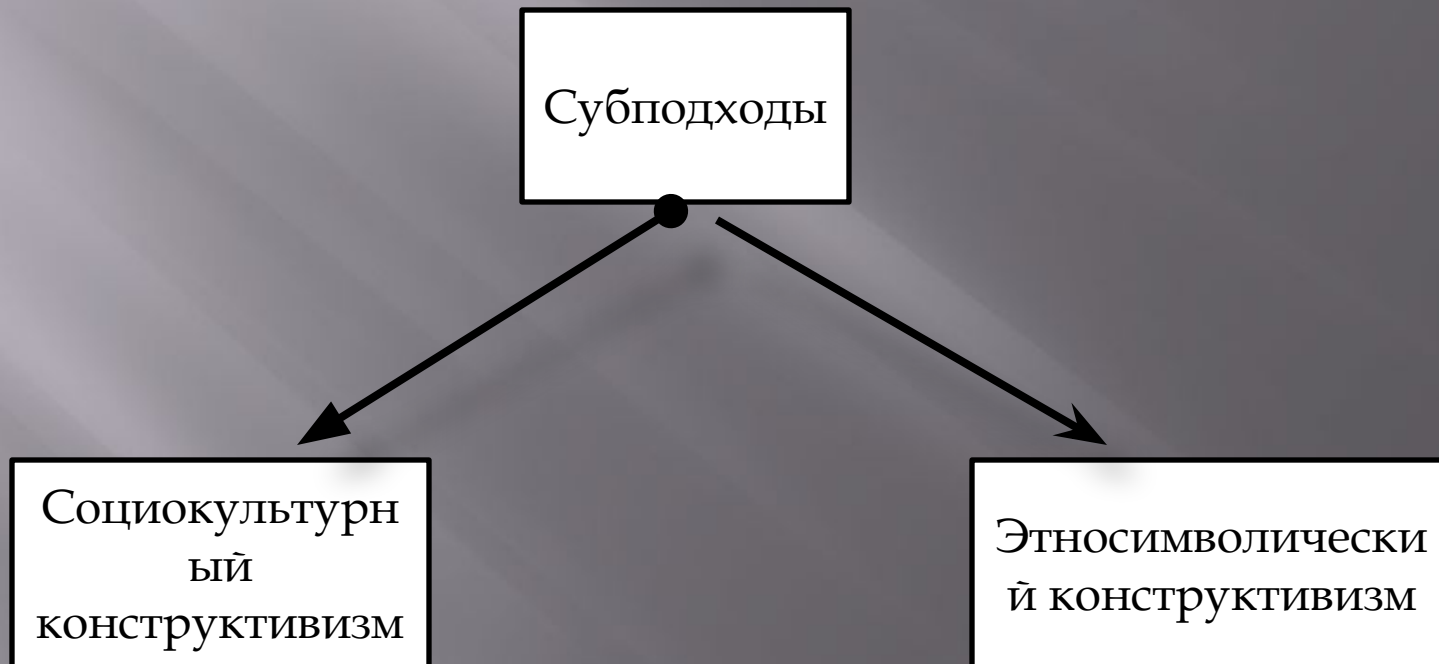 Субподходы
Социокультурн
ый
конструктивизм
Этносимволически
й конструктивизм